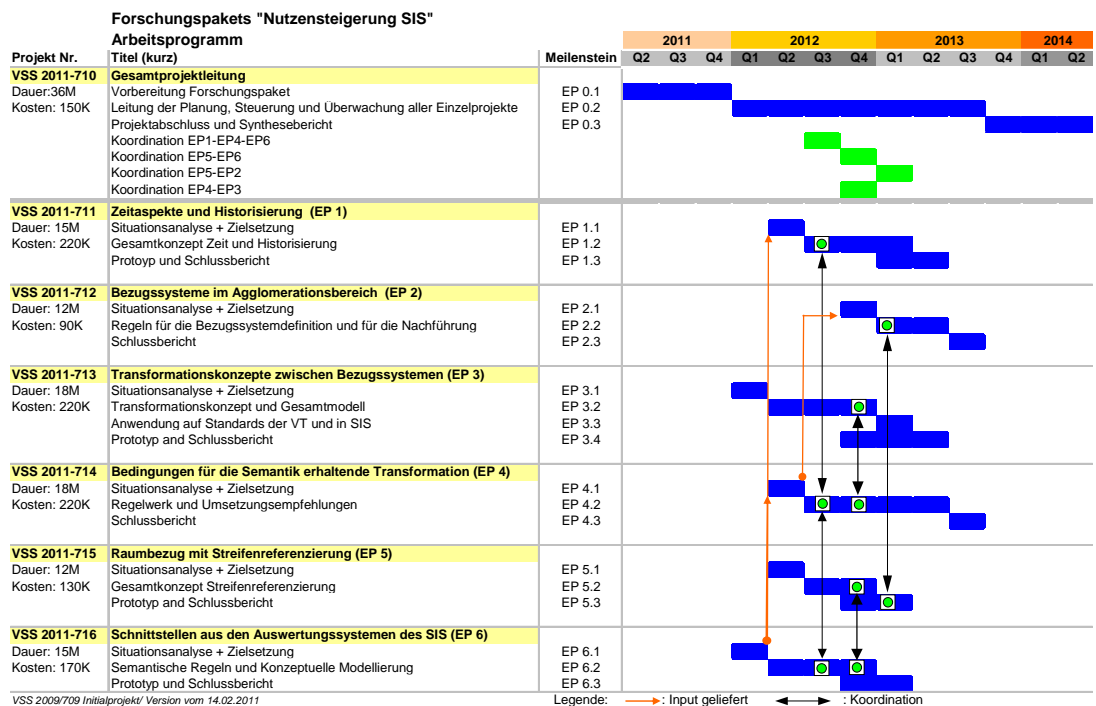 Forschungspakets "Nutzensteigerung SIS"
Arbeitsprogramm 2011 2012 2013 2014
Projekt Nr. Titel (kurz) Meilenstein Q2 Q3 Q4 Q1 Q2 Q3 Q4 Q1 Q2 Q3 Q4 Q1 Q2
VSS 2011-710 Gesamtprojektleitung
Dauer:36M Vorbereitung Forschungspaket EP 0.1
Kosten: 150K Leitung der Planung, Steuerung und Überwachung aller Einzelprojekte EP 0.2
Projektabschluss und Synthesebericht EP 0.3
Koordination EP1-EP4-EP6
Koordination EP5-EP6
Koordination EP5-EP2
Koordination EP4-EP3
VSS 2011-711 Zeitaspekte und Historisierung (EP 1)
Dauer: 15M Situationsanalyse + Zielsetzung EP 1.1
Kosten: 220K Gesamtkonzept Zeit und Historisierung EP 1.2
Protoyp und Schlussbericht EP 1.3
VSS 2011-712 Bezugssysteme im Agglomerationsbereich (EP 2)
Dauer: 12M Situationsanalyse + Zielsetzung EP 2.1
Kosten: 90K Regeln für die Bezugssystemdefinition und für die Nachführung EP 2.2
Schlussbericht EP 2.3
VSS 2011-713 Transformationskonzepte zwischen Bezugssystemen (EP 3)
Dauer: 18M Situationsanalyse + Zielsetzung EP 3.1
Kosten: 220K Transformationskonzept und Gesamtmodell EP 3.2
Anwendung auf Standards der VT und in SIS EP 3.3
Prototyp and Schlussbericht EP 3.4
VSS 2011-714 Bedingungen für die Semantik erhaltende Transformation (EP 4)
Dauer: 18M Situationsanalyse + Zielsetzung EP 4.1
Kosten: 220K Regelwerk und Umsetzungsempfehlungen EP 4.2
Schlussbericht EP 4.3
VSS 2011-715 Raumbezug mit Streifenreferenzierung (EP 5)
Dauer: 12M Situationsanalyse + Zielsetzung EP 5.1
Kosten: 130K Gesamtkonzept Streifenreferenzierung EP 5.2
Prototyp and Schlussbericht EP 5.3
VSS 2011-716 Schnittstellen aus den Auswertungssystemen des SIS (EP 6)
Dauer: 15M Situationsanalyse + Zielsetzung EP 6.1
Kosten: 170K Semantische Regeln und Konzeptuelle Modellierung EP 6.2
Prototyp und Schlussbericht EP 6.3
VSS 2009/709 Initialprojekt/ Version vom 14.02.2011 Legende: : Input geliefert : Koordination